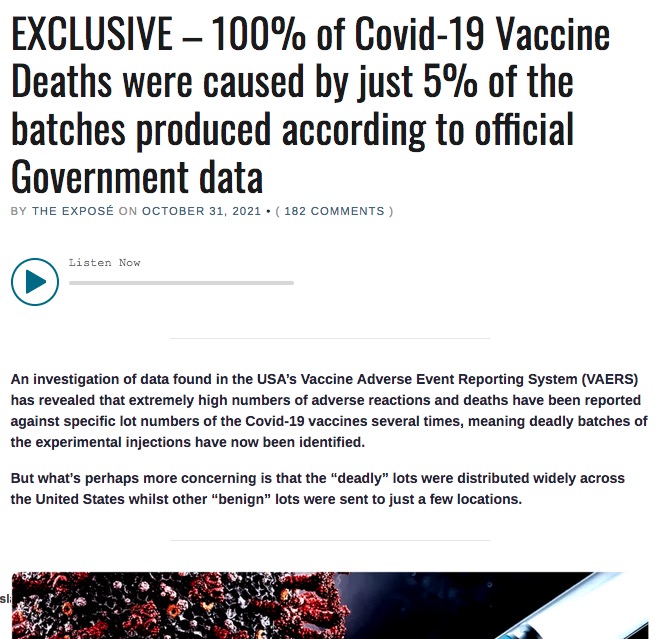 EXCLUSIVE – 100% of Covid-19 Vaccine
Deaths were caused by just 5% of the
batches produced according to official
Government data
BY THE EXPOSÉ ON OCTOBER 31, 2021 • ( 182 COMMENTS )
Listen Now
An investigation of data found in the USA’s Vaccine Adverse Event Reporting System (VAERS)
has revealed that extremely high numbers of adverse reactions and deaths have been reported
against specific lot numbers of the Covid-19 vaccines several times, meaning deadly batches of
the experimental injections have now been identified.
But what’s perhaps more concerning is that the “deadly” lots were distributed widely across
the United States whilst other “benign” lots were sent to just a few locations.